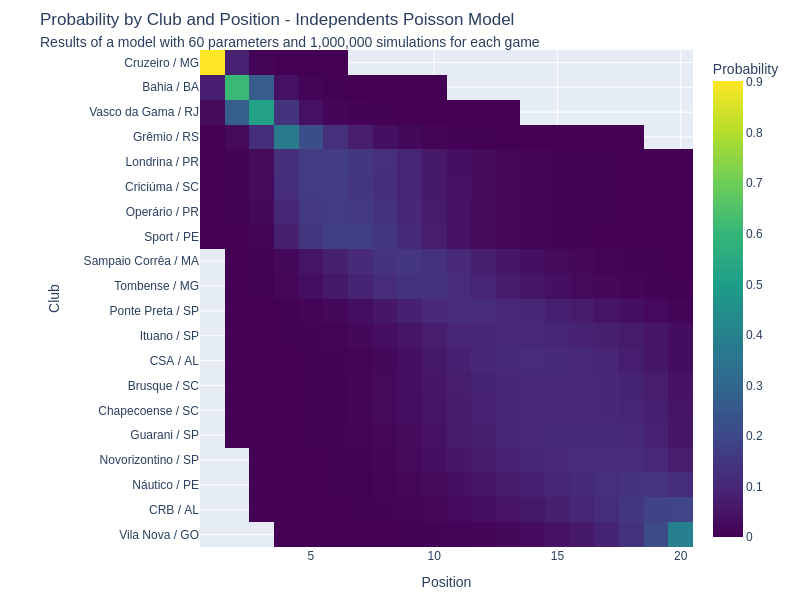 Probability by Club and Position - Independents Poisson Model
Results of a model with 60 parameters and 1,000,000 simulations for each game
Probability
Cruzeiro / MG
Bahia / BA
Vasco da Gama / RJ
Grêmio / RS
Londrina / PR
Criciúma / SC
Operário / PR
Sport / PE
Sampaio Corrêa / MA
Tombense / MG
Ponte Preta / SP
Ituano / SP
CSA / AL
Brusque / SC
Chapecoense / SC
Guarani / SP
Novorizontino / SP
Náutico / PE
CRB / AL
Vila Nova / GO
Club
5
10
15
20
Position
0.9
0.8
0.7
0.6
0.5
0.4
0.3
0.2
0.1
0